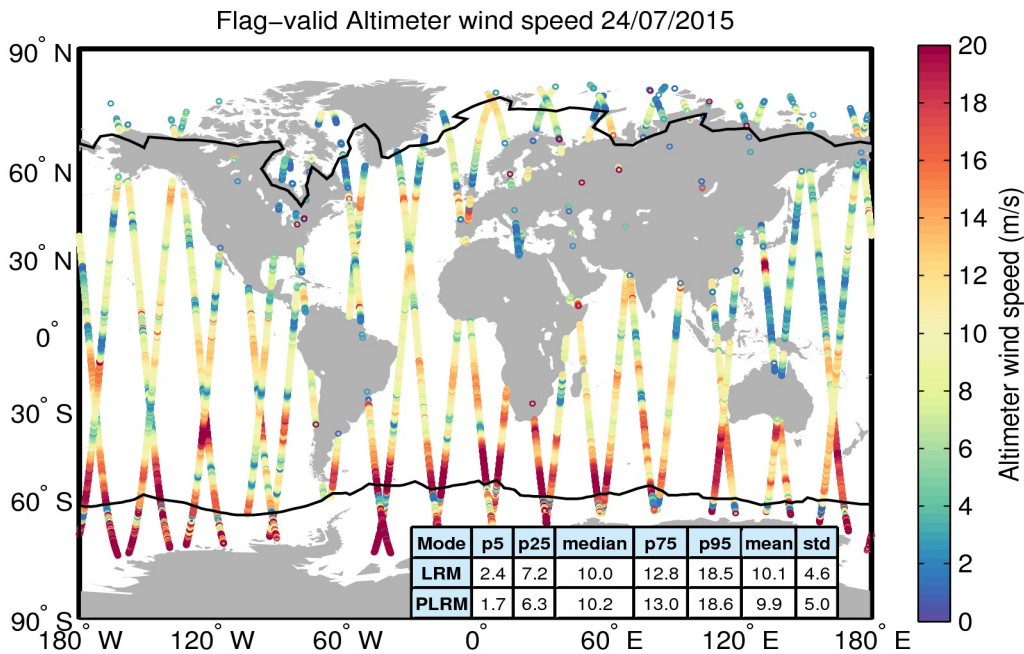 Flag−valid Altimeter wind speed 24/07/2015
90° N
60° N
30° N
0°
30° S
60° S
90° S
180° W
120° W
60° W
0°
60° E
120° E
180° E
Mode p5 p25 median p75 p95 mean std
LRM 2.4 7.2 10.0 12.8 18.5 10.1 4.6
PLRM 1.7 6.3 10.2 13.0 18.6 9.9 5.0
20
18
16
14
12
10
8
6
4
2
0
Altimeter wind speed (m/s)